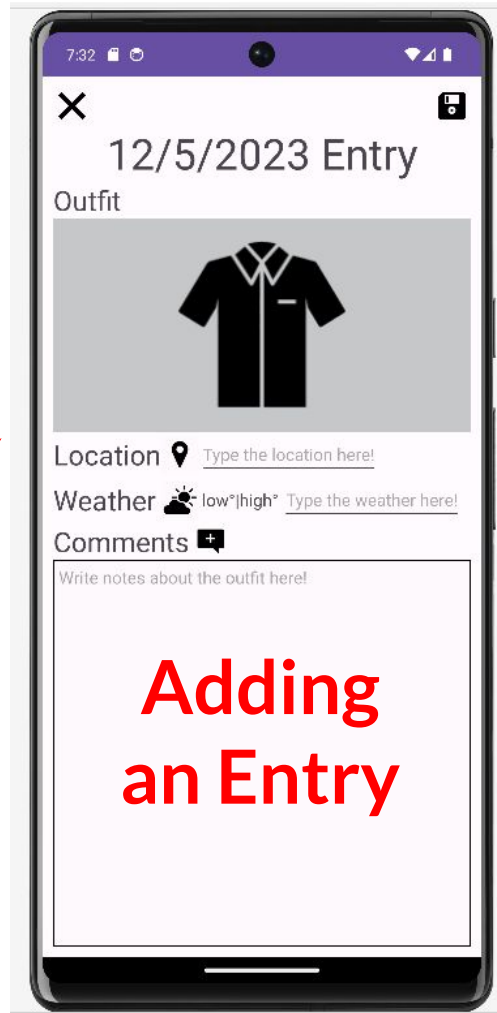 7:32
12/5/2023 Entry
Outfit
Location Type the location here!
Weather low°|high° Type the weather here!
Comments
Write notes about the outfit here!
Adding
an Entry